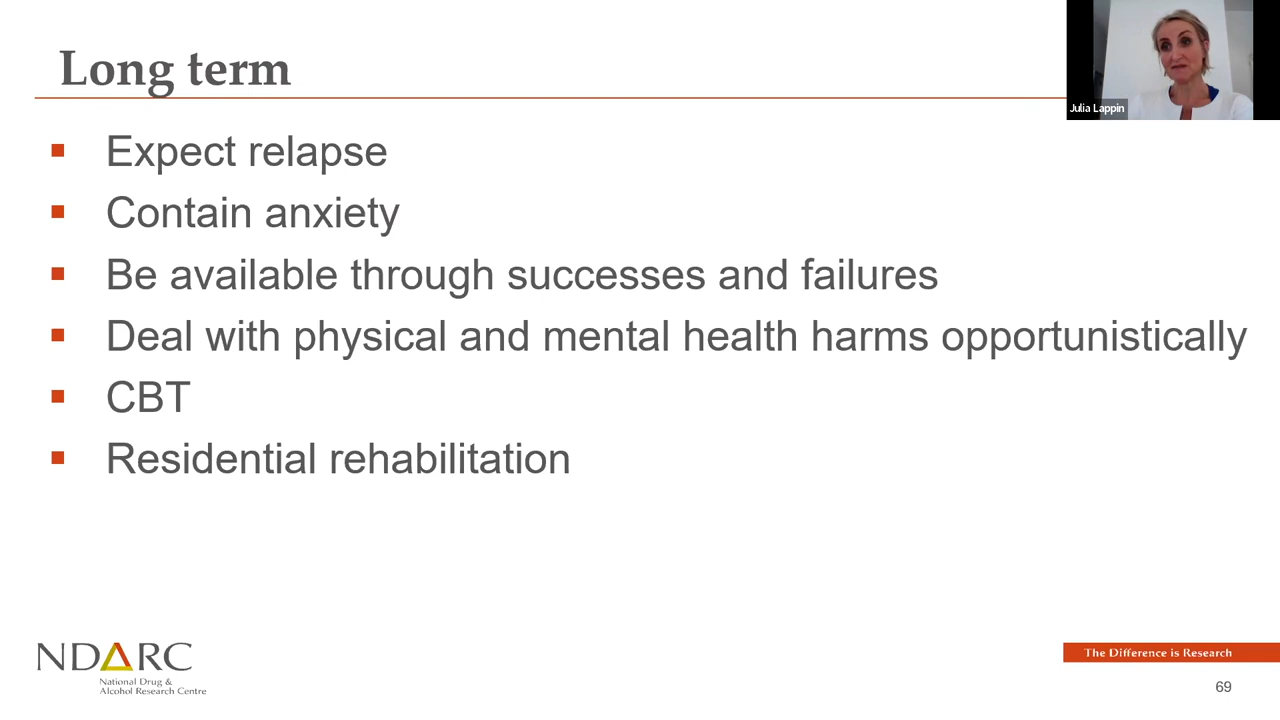 Long term
Julia Lappin
Expect relapse
Contain anxiety
Be available through successes and failures
Deal with physical and mental health harms opportunistically
CBT
Residential rehabilitation
NDARC
National Drug &
Alcohol Research Centre
The Difference is Research
69